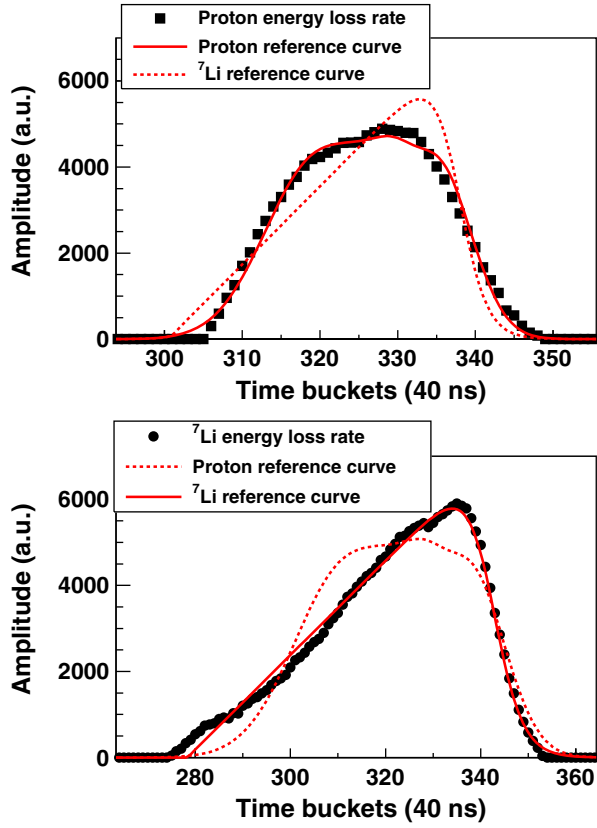 Proton energy loss rate
Proton reference curve
⁷Li reference curve
6000
4000
2000
0
Amplitude (a.u.)
300 310 320 330 340 350
Time buckets (40 ns)
⁷Li energy loss rate
Proton reference curve
⁷Li reference curve
6000
4000
2000
0
Amplitude (a.u.)
280 300 320 340 360
Time buckets (40 ns)